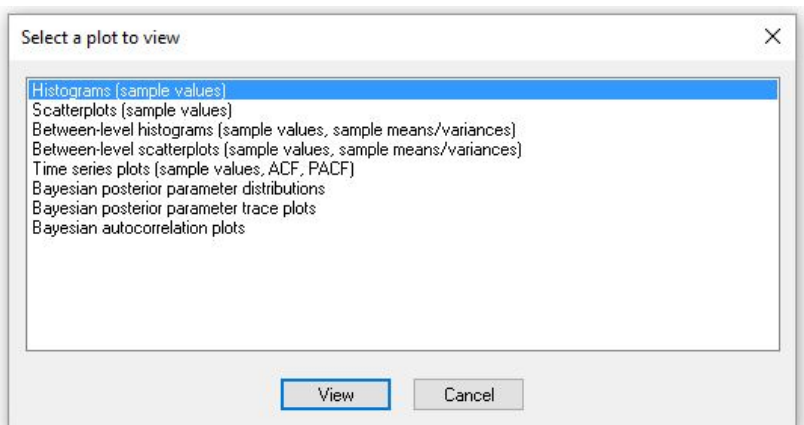 Select a plot to view
Histograms (sample values)
Scatterplots (sample values)
Between-level histograms (sample values, sample means/variances)
Between-level scatterplots (sample values, sample means/variances)
Time series plots (sample values, ACF, PACF)
Bayesian posterior parameter distributions
Bayesian posterior parameter trace plots
Bayesian autocorrelation plots
View
Cancel